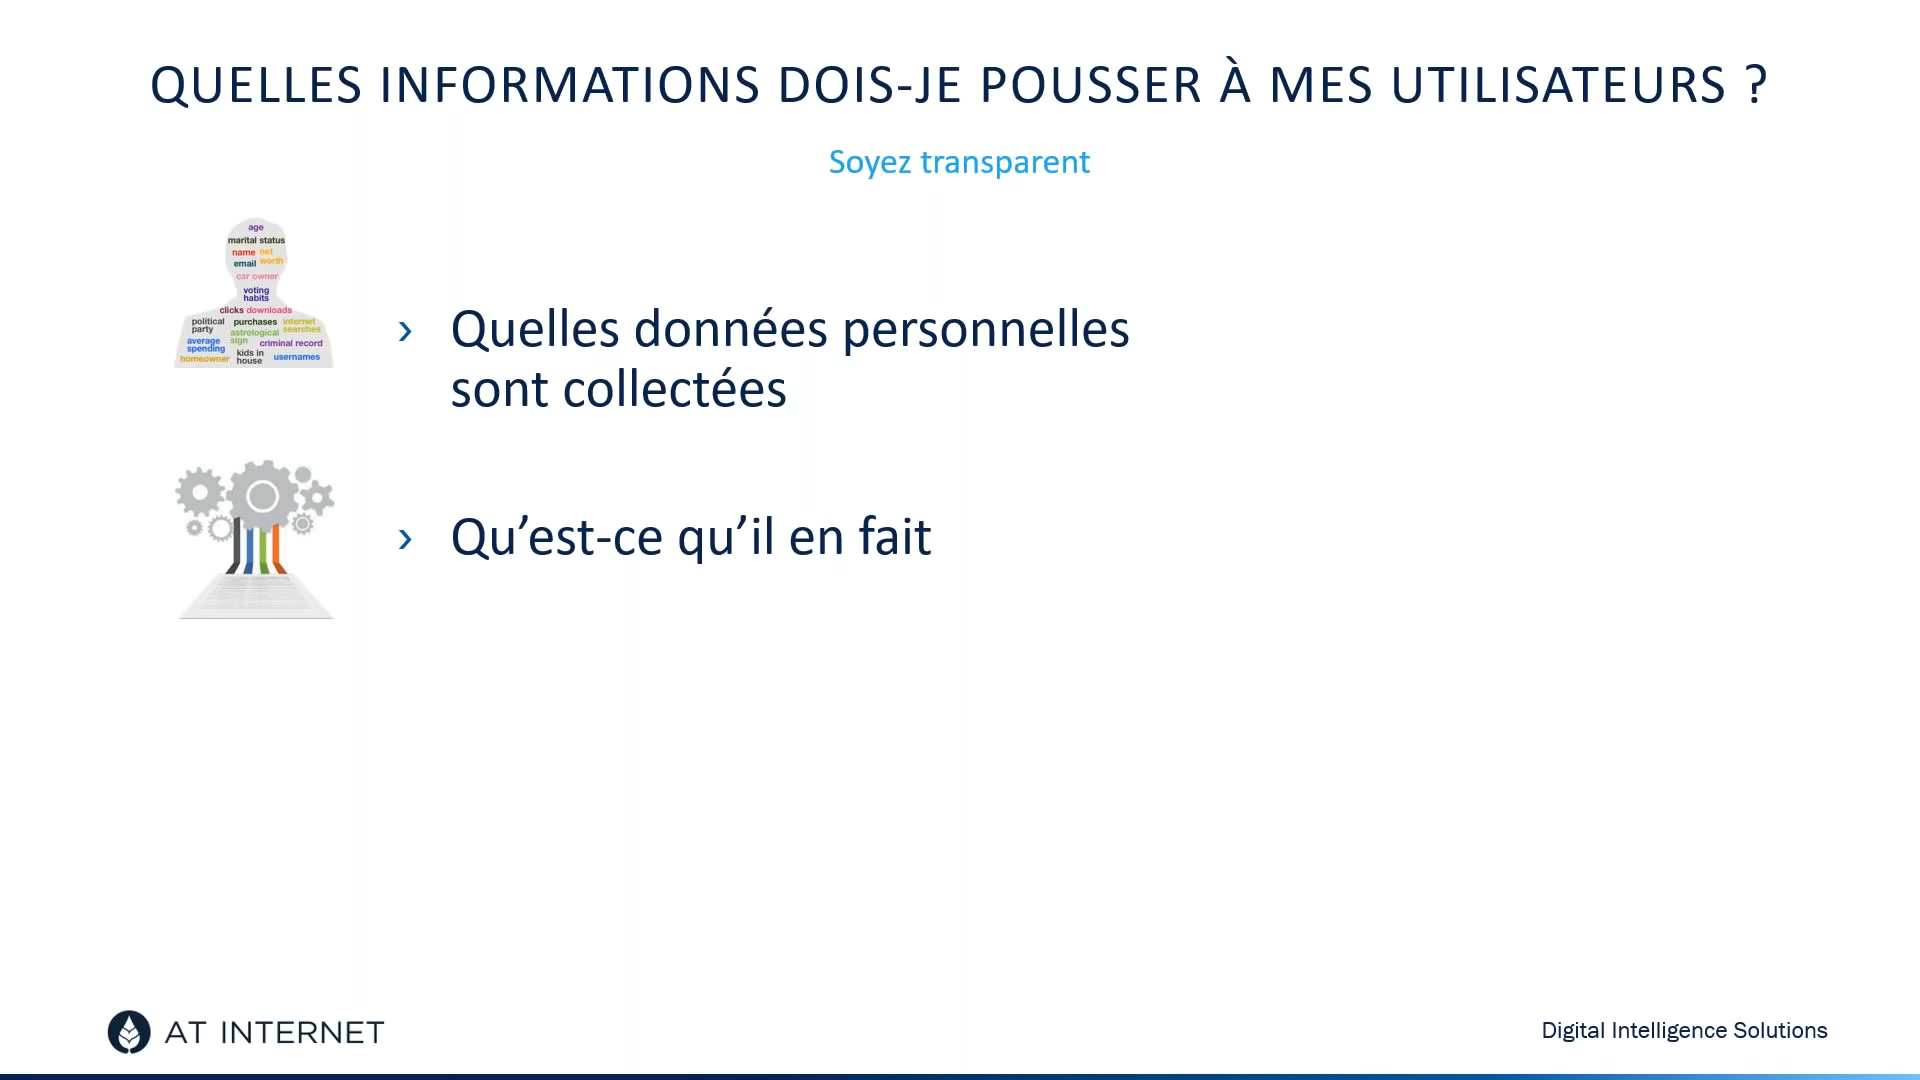 QUELLES INFORMATIONS DOIS-JE POUSSER À MES UTILISATEURS ?
Soyez transparent
age
marital status
name net worth
email
car owner
voting habits
clicks downloads
political party purchases internet searches
astrological sign
average spending criminal record
homeowner kids in house usernames
› Quelles données personnelles
sont collectées
› Qu’est-ce qu’il en fait
AT INTERNET
Digital Intelligence Solutions